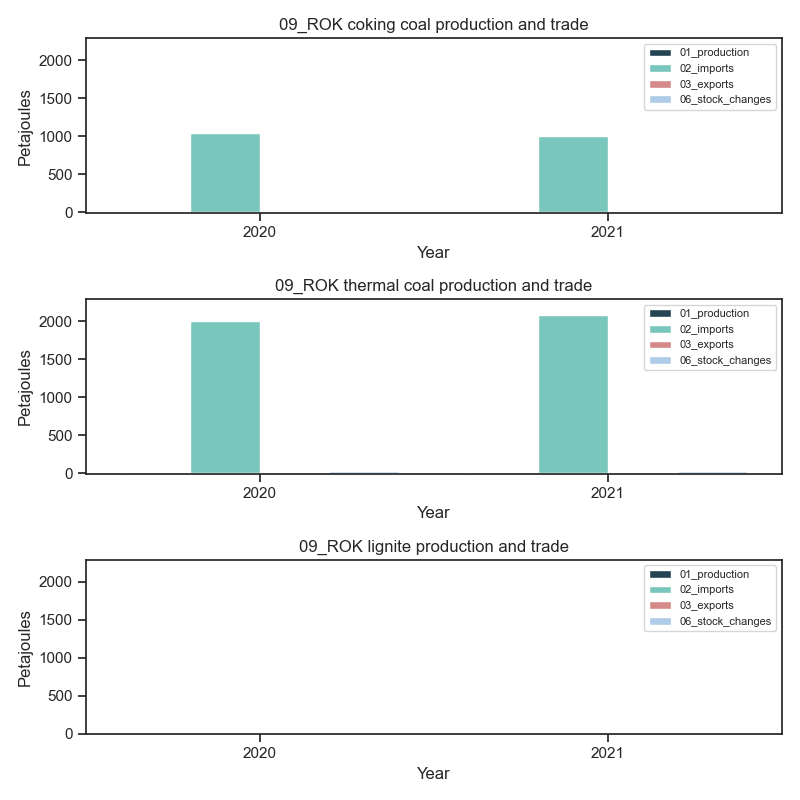 09_ROK coking coal production and trade
2000
1500
1000
500
0
Petajoules
01_production
02_imports
03_exports
06_stock_changes
2020
2021
Year
09_ROK thermal coal production and trade
2000
1500
1000
500
0
Petajoules
01_production
02_imports
03_exports
06_stock_changes
2020
2021
Year
09_ROK lignite production and trade
2000
1500
1000
500
0
Petajoules
01_production
02_imports
03_exports
06_stock_changes
2020
2021
Year